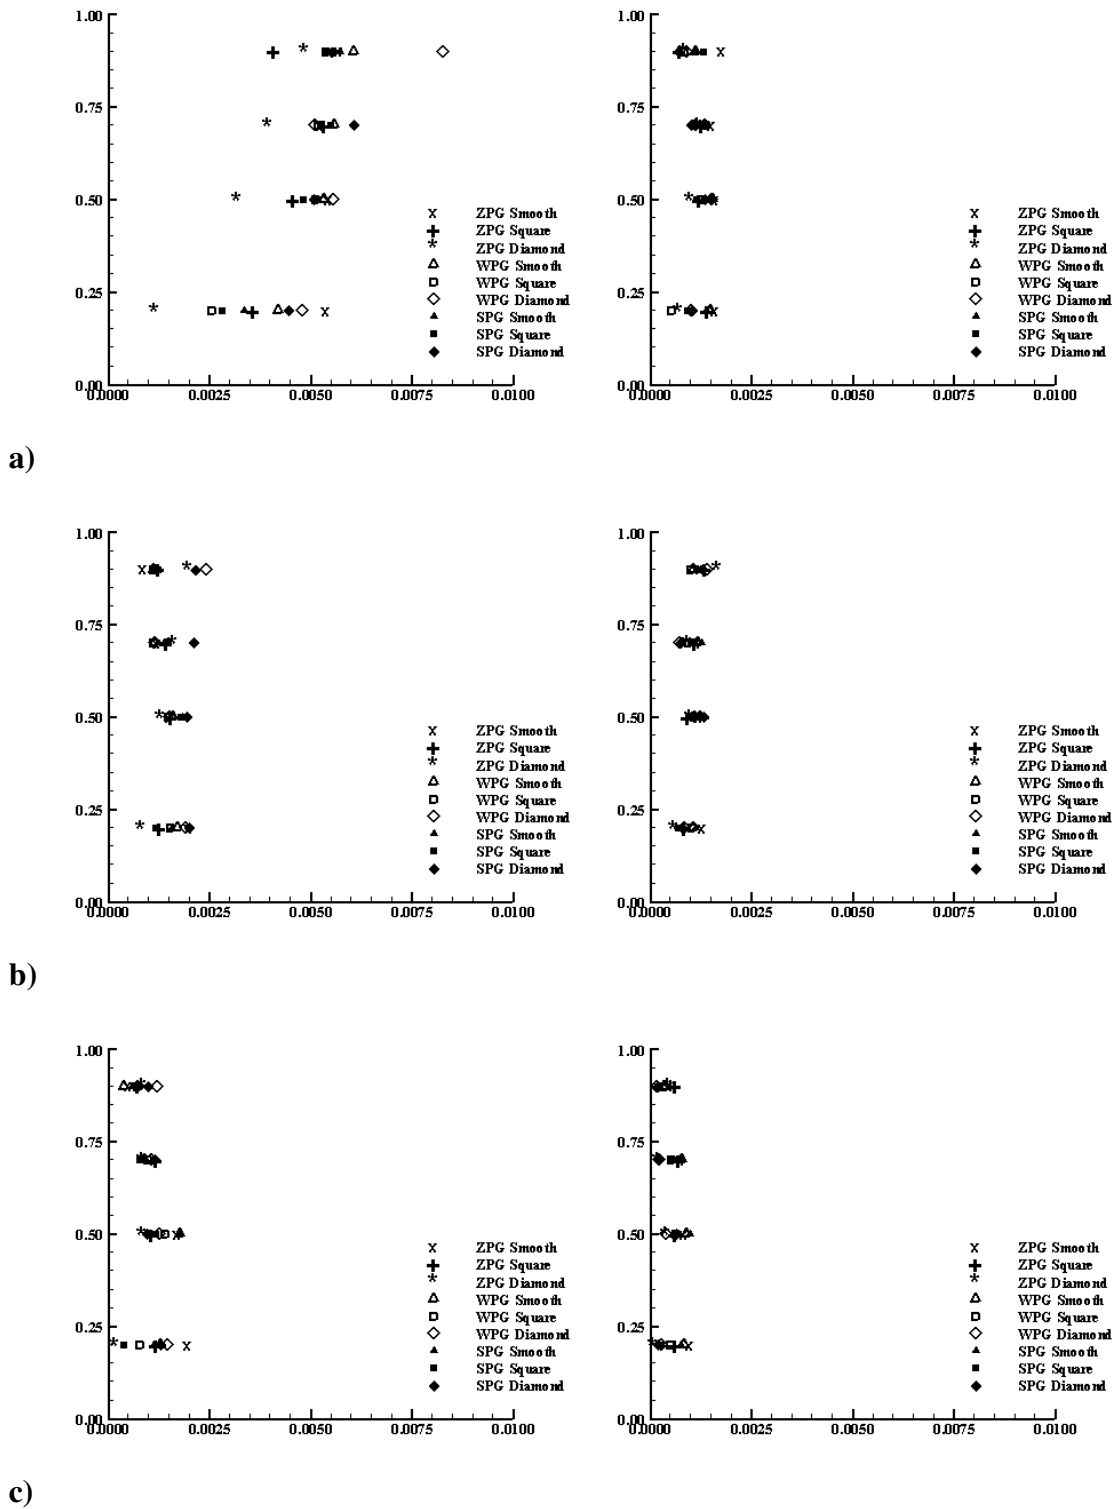 1.00
0.75
0.50
0.25
0.00
0.0000 0.0025 0.0050 0.0075 0.0100
ZPG Smooth
ZPG Square
ZPG Diamond
WPG Smooth
WPG Square
WPG Diamond
SPG Smooth
SPG Square
SPG Diamond
1.00
0.75
0.50
0.25
0.00
0.0000 0.0025 0.0050 0.0075 0.0100
ZPG Smooth
ZPG Square
ZPG Diamond
WPG Smooth
WPG Square
WPG Diamond
SPG Smooth
SPG Square
SPG Diamond
a)
1.00
0.75
0.50
0.25
0.00
0.0000 0.0025 0.0050 0.0075 0.0100
ZPG Smooth
ZPG Square
ZPG Diamond
WPG Smooth
WPG Square
WPG Diamond
SPG Smooth
SPG Square
SPG Diamond
1.00
0.75
0.50
0.25
0.00
0.0000 0.0025 0.0050 0.0075 0.0100
ZPG Smooth
ZPG Square
ZPG Diamond
WPG Smooth
WPG Square
WPG Diamond
SPG Smooth
SPG Square
SPG Diamond
b)
1.00
0.75
0.50
0.25
0.00
0.0000 0.0025 0.0050 0.0075 0.0100
ZPG Smooth
ZPG Square
ZPG Diamond
WPG Smooth
WPG Square
WPG Diamond
SPG Smooth
SPG Square
SPG Diamond
1.00
0.75
0.50
0.25
0.00
0.0000 0.0025 0.0050 0.0075 0.0100
ZPG Smooth
ZPG Square
ZPG Diamond
WPG Smooth
WPG Square
WPG Diamond
SPG Smooth
SPG Square
SPG Diamond
c)